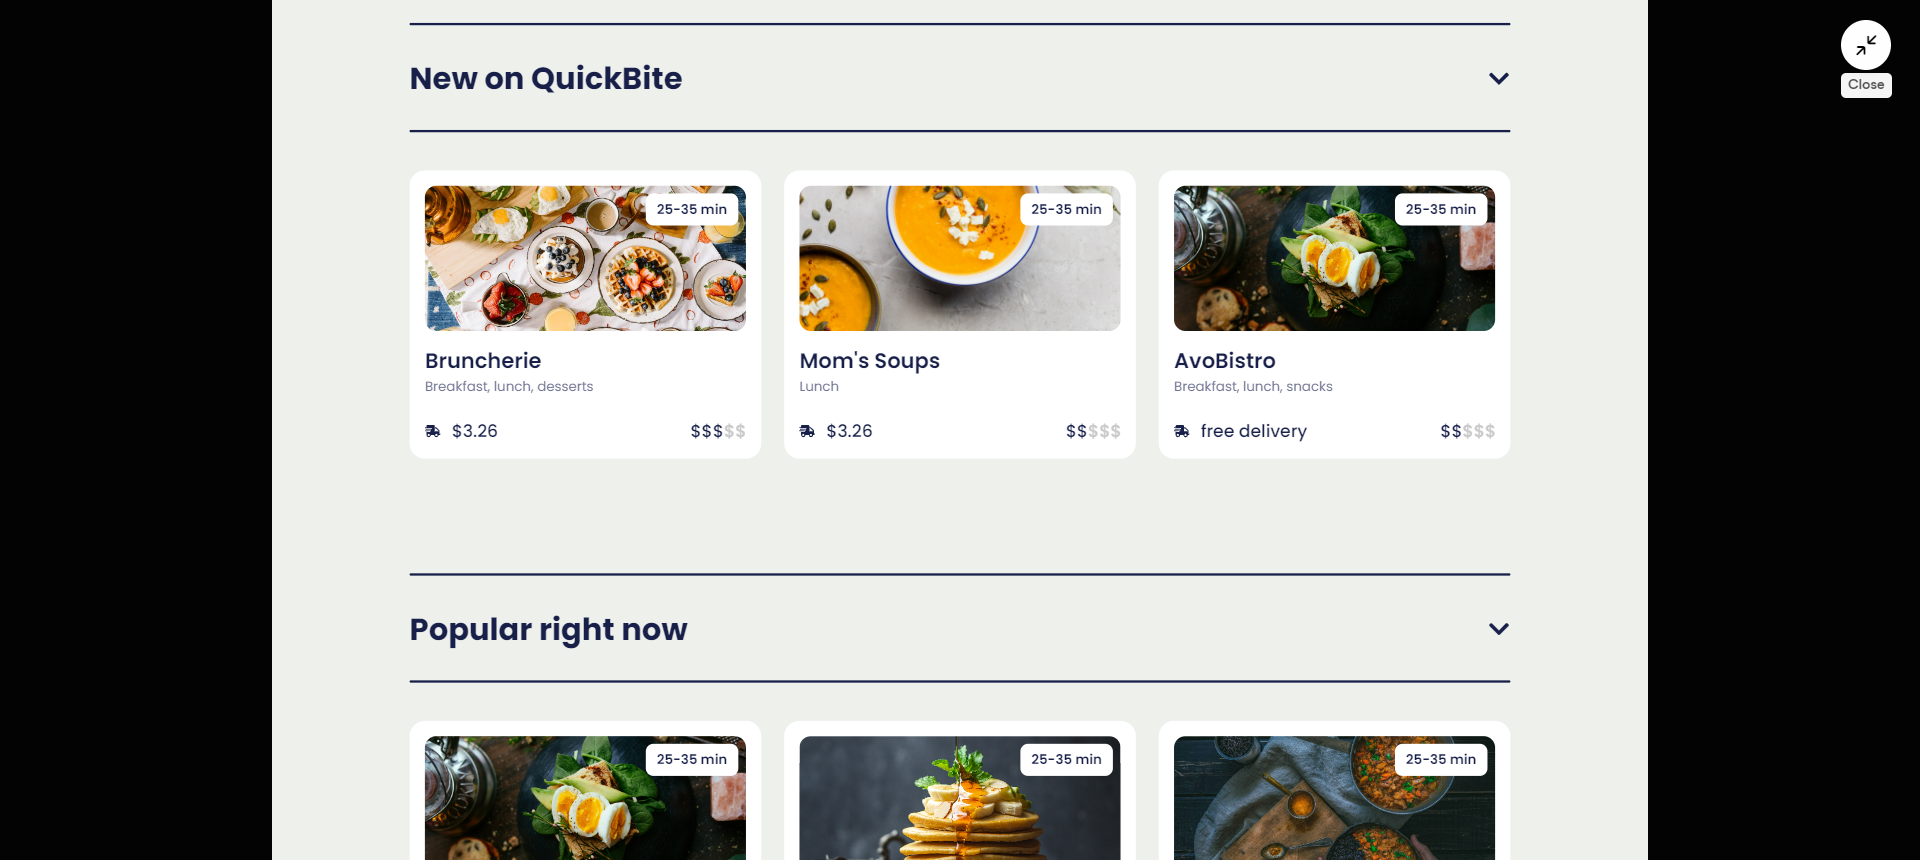 Close
New on QuickBite
25-35 min
Bruncherie
Breakfast, lunch, desserts
$3.26
$$$$$
25-35 min
Mom's Soups
Lunch
$3.26
$$$$$
25-35 min
AvoBistro
Breakfast, lunch, snacks
free delivery
$$$$$
Popular right now
25-35 min
25-35 min
25-35 min